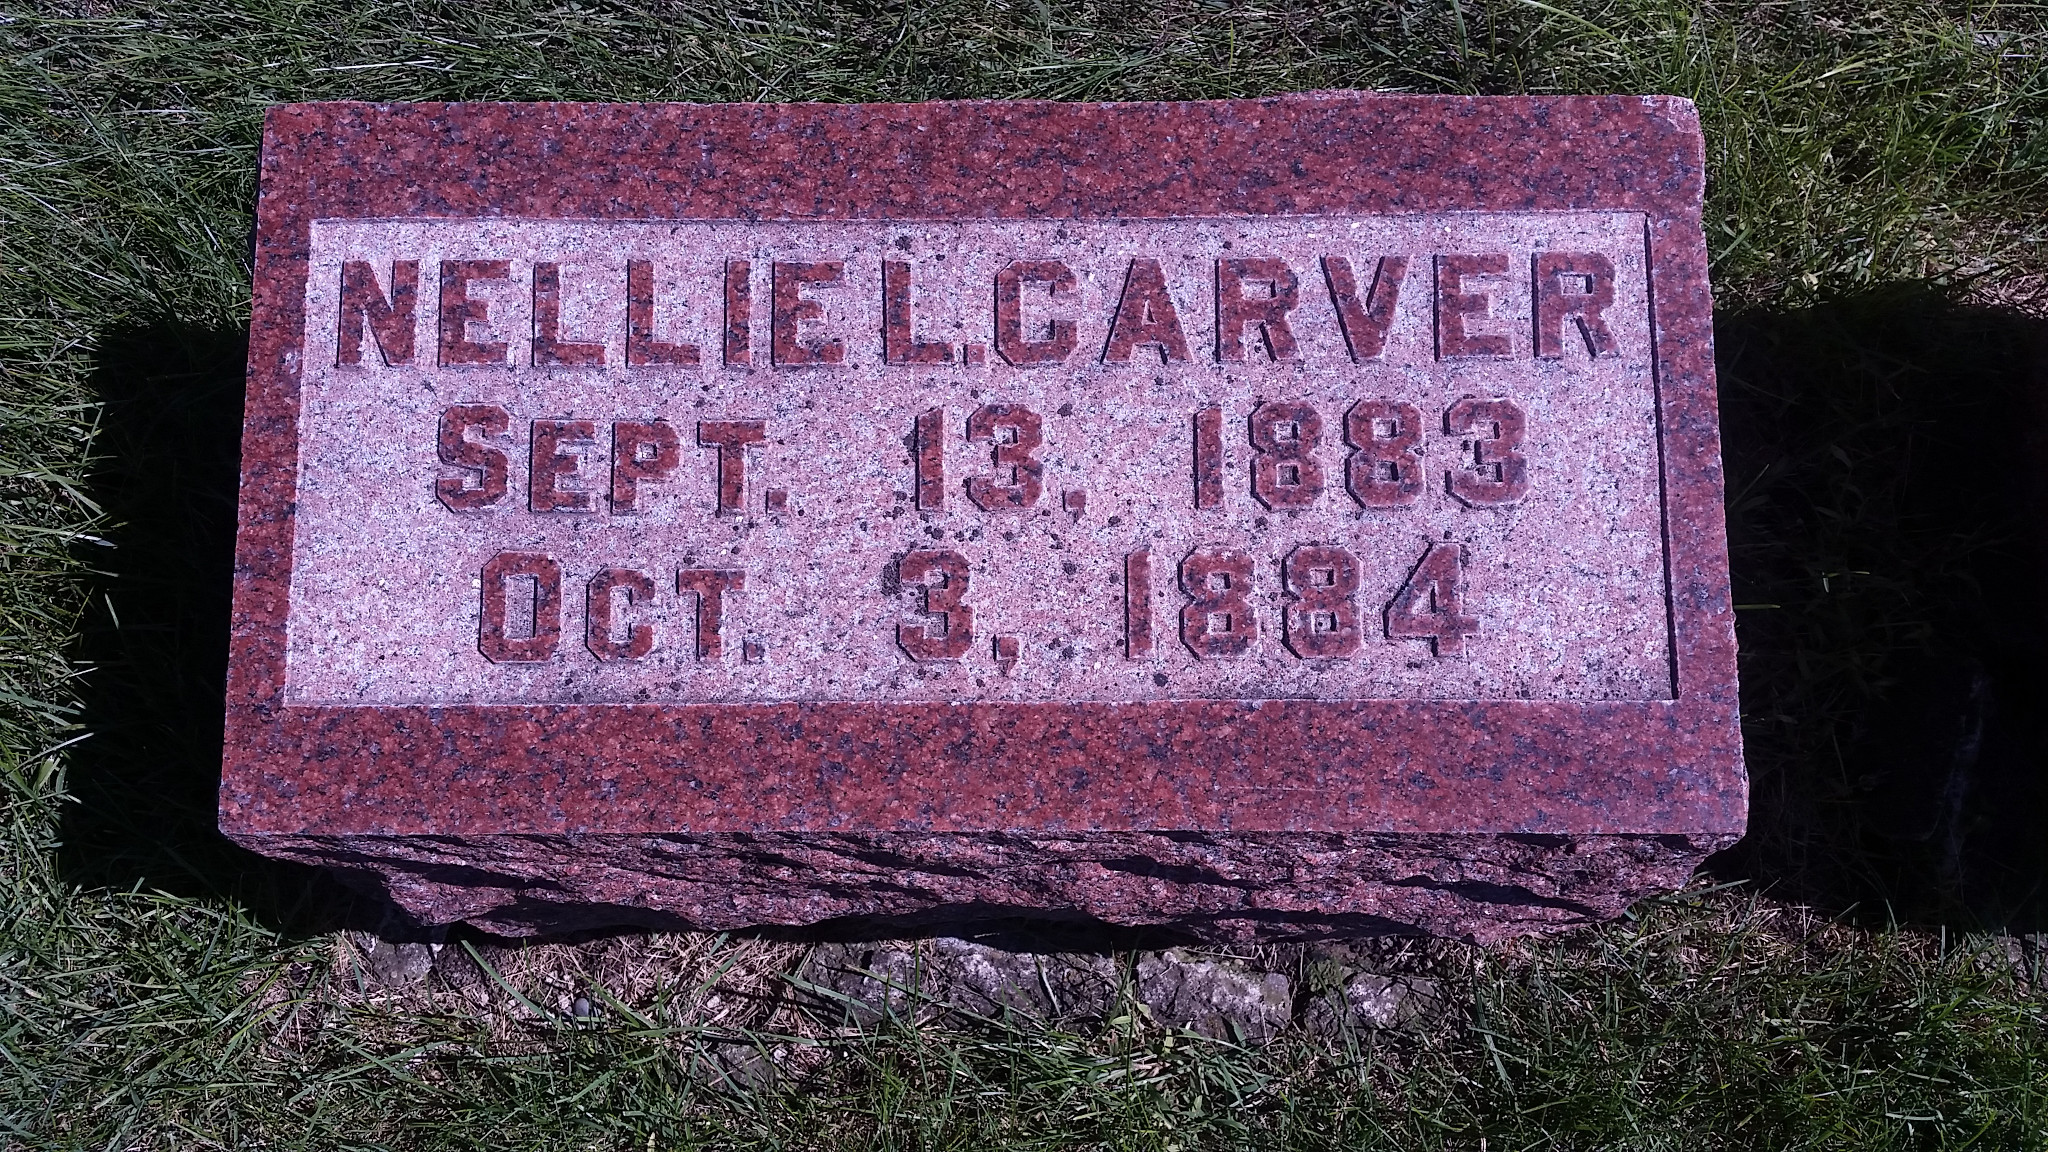 NELLIE L. CARVER
SEPT. 13, 1883
OCT. 3, 1884